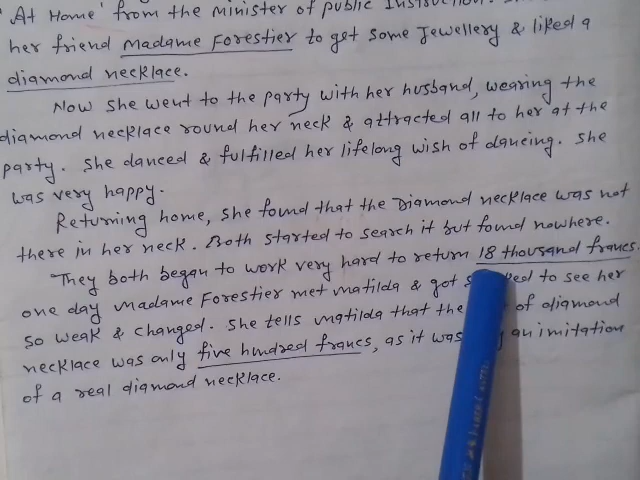 'At Home' from the minister of public Instruction.
her friend Madame Forestier to get some Jewellery & liked a
diamond necklace.
Now she went to the party with her husband, wearing the
diamond necklace round her neck & attracted all to her at the
party. She danced & fulfilled her lifelong wish of dancing. She
was very happy.
Returning home, she found that the Diamond necklace was not
there in her neck. Both started to search it but found nowhere.
They both began to work very hard to return 18 thousand francs.
one day Madame Forestier met Matilda & got to see her
so weak & changed. She tells Matilda that the of diamond
necklace was only five hundred francs, as it was an imitation
of a real diamond necklace.